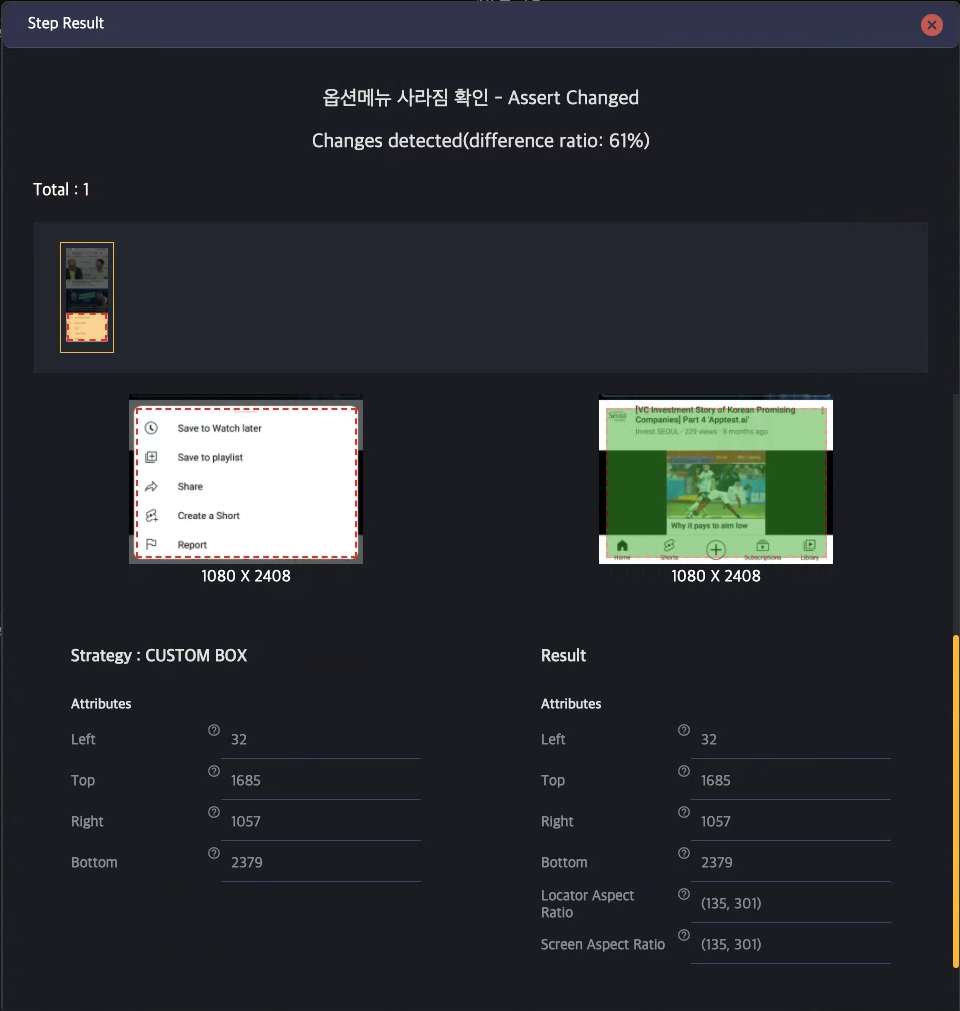 Step Result
옵션메뉴 사라짐 확인 - Assert Changed
Changes detected(difference ratio: 61%)
Total : 1
Save to Watch later
Save to playlist
Share
Create a Short
Report
1080 X 2408
Seoul
[VC Investment Story of Korean Promising
Companies] Part 4 'Apptest.ai'
Invest SEOUL · 229 views · 8 months ago
Why it pays to aim low
Home
Shorts
Subscriptions
Library
1080 X 2408
Strategy : CUSTOM BOX
Attributes
Left 32
Top 1685
Right 1057
Bottom 2379
Result
Attributes
Left 32
Top 1685
Right 1057
Bottom 2379
Locator Aspect
Ratio (135, 301)
Screen Aspect Ratio (135, 301)